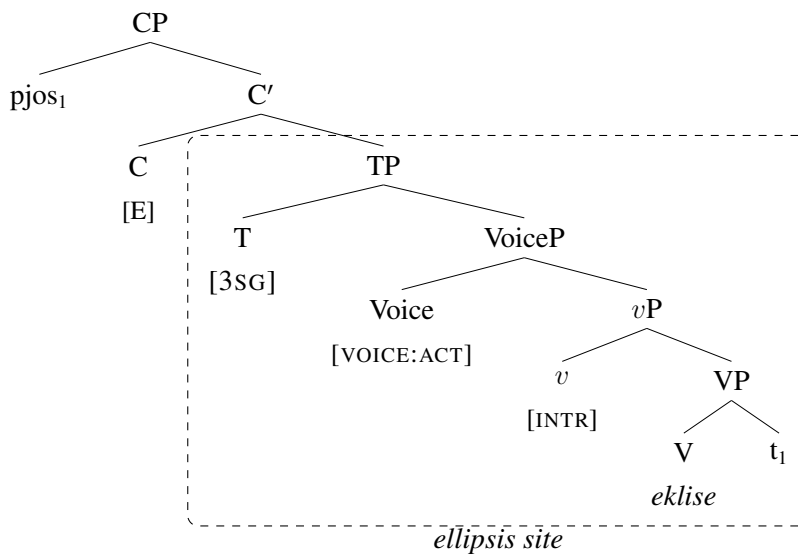 CP
pjos₁ C′
C TP
[E]
T VoiceP
[3SG]
Voice vP
[VOICE:ACT]
v VP
[INTR]
V t₁
eklise
ellipsis site